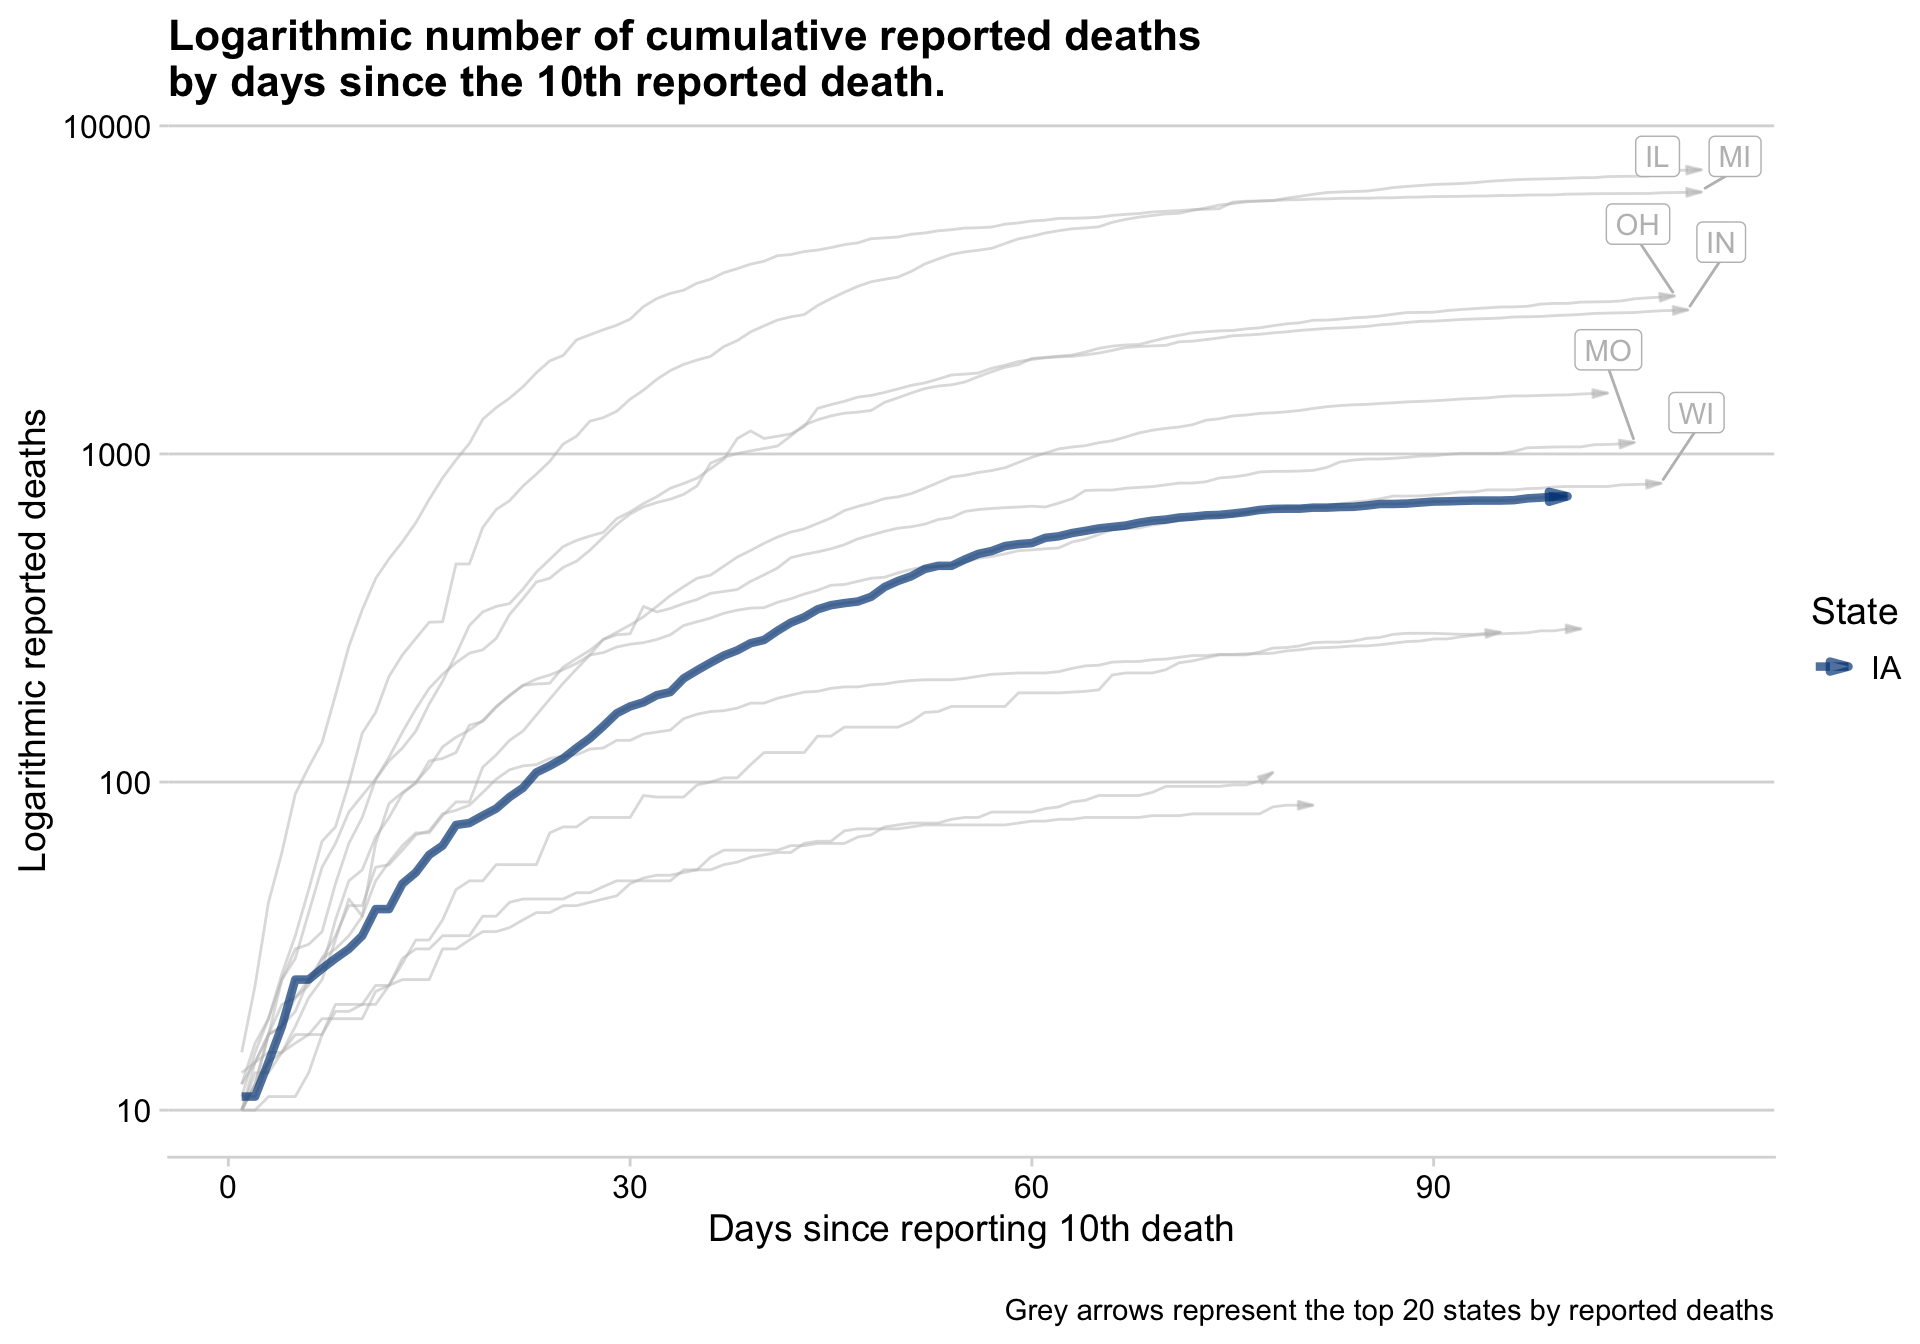 Logarithmic number of cumulative reported deaths
by days since the 10th reported death.
10000
1000
100
10
Logarithmic reported deaths
IL
MI
OH
IN
MO
WI
State
IA
0
30
60
90
Days since reporting 10th death
Grey arrows represent the top 20 states by reported deaths